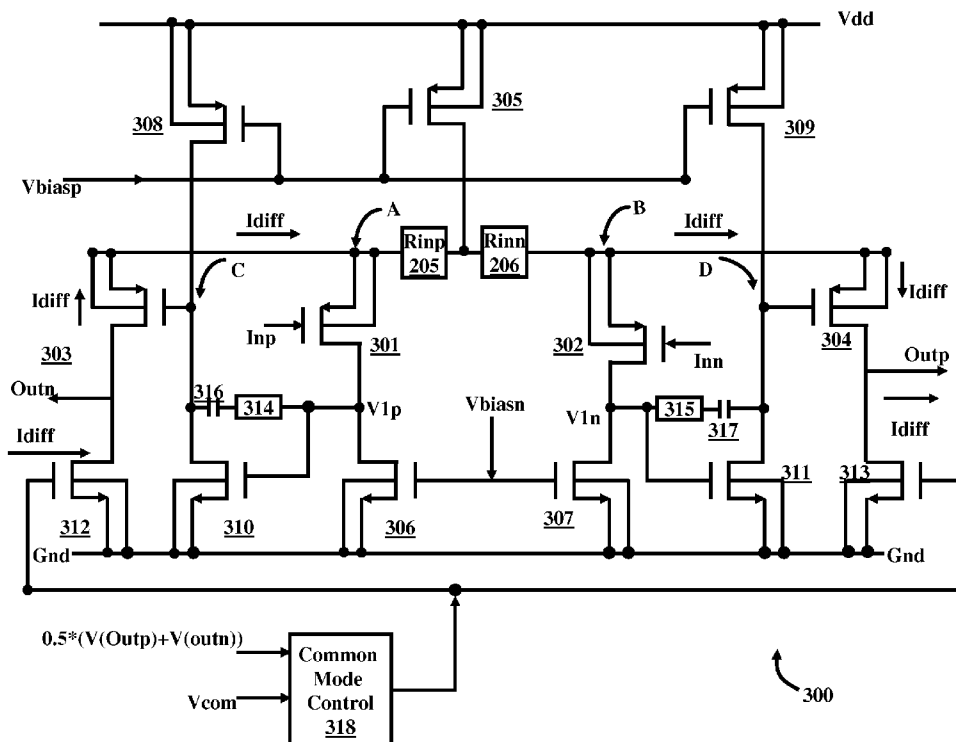 Vdd
308
305
309
Vbiasp
Idiff
A
Rinp
205
Rinn
206
B
Idiff
C
D
Idiff
Idiff
Inp
301
302
Inn
303
304
Outn
316
314
V1p
Vbiasn
V1n
315
317
Outp
Idiff
Idiff
312
310
306
307
311
313
Gnd
Gnd
0.5*(V(Outp)+V(outn))
Vcom
Common
Mode
Control
318
300